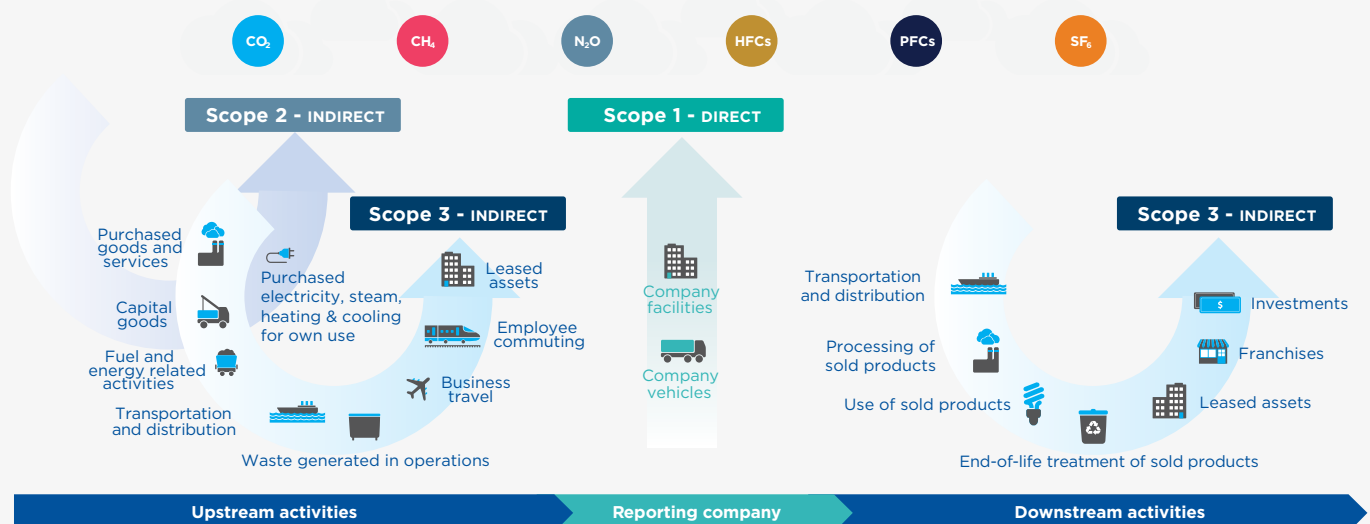 CO₂
CH₄
N₂O
HFCs
PFCs
SF₆
Scope 2 - INDIRECT
Scope 1 - DIRECT
Scope 3 - INDIRECT
Scope 3 - INDIRECT
Purchased
goods and
services
Capital
goods
Fuel and
energy related
activities
Transportation
and distribution
Waste generated in operations
Purchased
electricity, steam,
heating & cooling
for own use
Leased
assets
Employee
commuting
Business
travel
Company
facilities
Company
vehicles
Transportation
and distribution
Processing of
sold products
Use of sold products
End-of-life treatment of sold products
$
Investments
Franchises
Leased assets
Upstream activities
Reporting company
Downstream activities